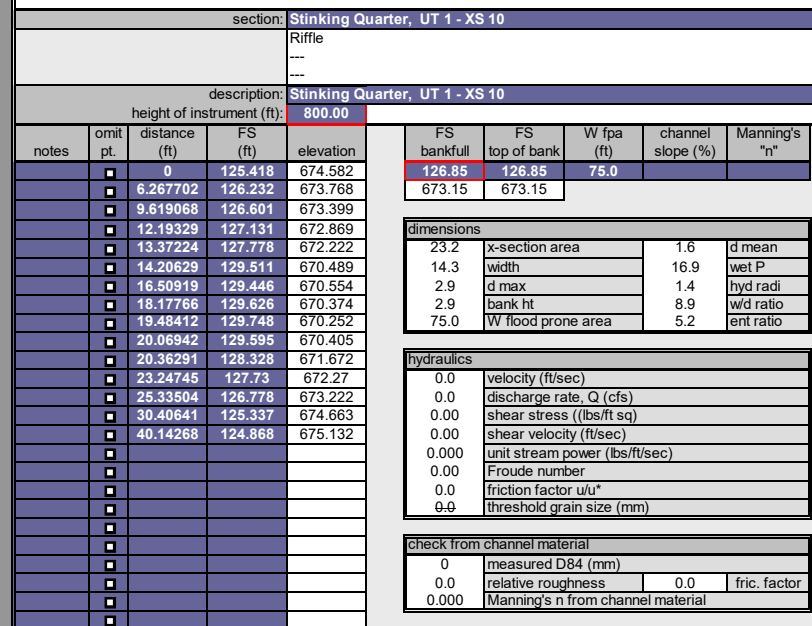 section: Stinking Quarter, UT 1 - XS 10
Riffle
---
---
description: Stinking Quarter, UT 1 - XS 10
height of instrument (ft): 800.00
notes omit pt. distance (ft) FS (ft) elevation
0 125.418 674.582
6.267702 126.232 673.768
9.619068 126.601 673.399
12.19329 127.131 672.869
13.37224 127.778 672.222
14.20629 129.511 670.489
16.50919 129.446 670.554
18.17766 129.626 670.374
19.48412 129.748 670.252
20.06942 129.595 670.405
20.36291 128.328 671.672
23.24745 127.73 672.27
25.33504 126.778 673.222
30.40641 125.337 674.663
40.14268 124.868 675.132
FS bankfull FS top of bank W fpa (ft) channel slope (%) Manning's "n"
126.85 126.85 75.0
673.15 673.15
dimensions
23.2 x-section area 1.6 d mean
14.3 width 16.9 wet P
2.9 d max 1.4 hyd radi
2.9 bank ht 8.9 w/d ratio
75.0 W flood prone area 5.2 ent ratio
hydraulics
0.0 velocity (ft/sec)
0.0 discharge rate, Q (cfs)
0.00 shear stress ((lbs/ft sq)
0.00 shear velocity (ft/sec)
0.000 unit stream power (lbs/ft/sec)
0.00 Froude number
0.0 friction factor u/u*
0.0 threshold grain size (mm)
check from channel material
0 measured D84 (mm)
0.0 relative roughness 0.0 fric. factor
0.000 Manning's n from channel material